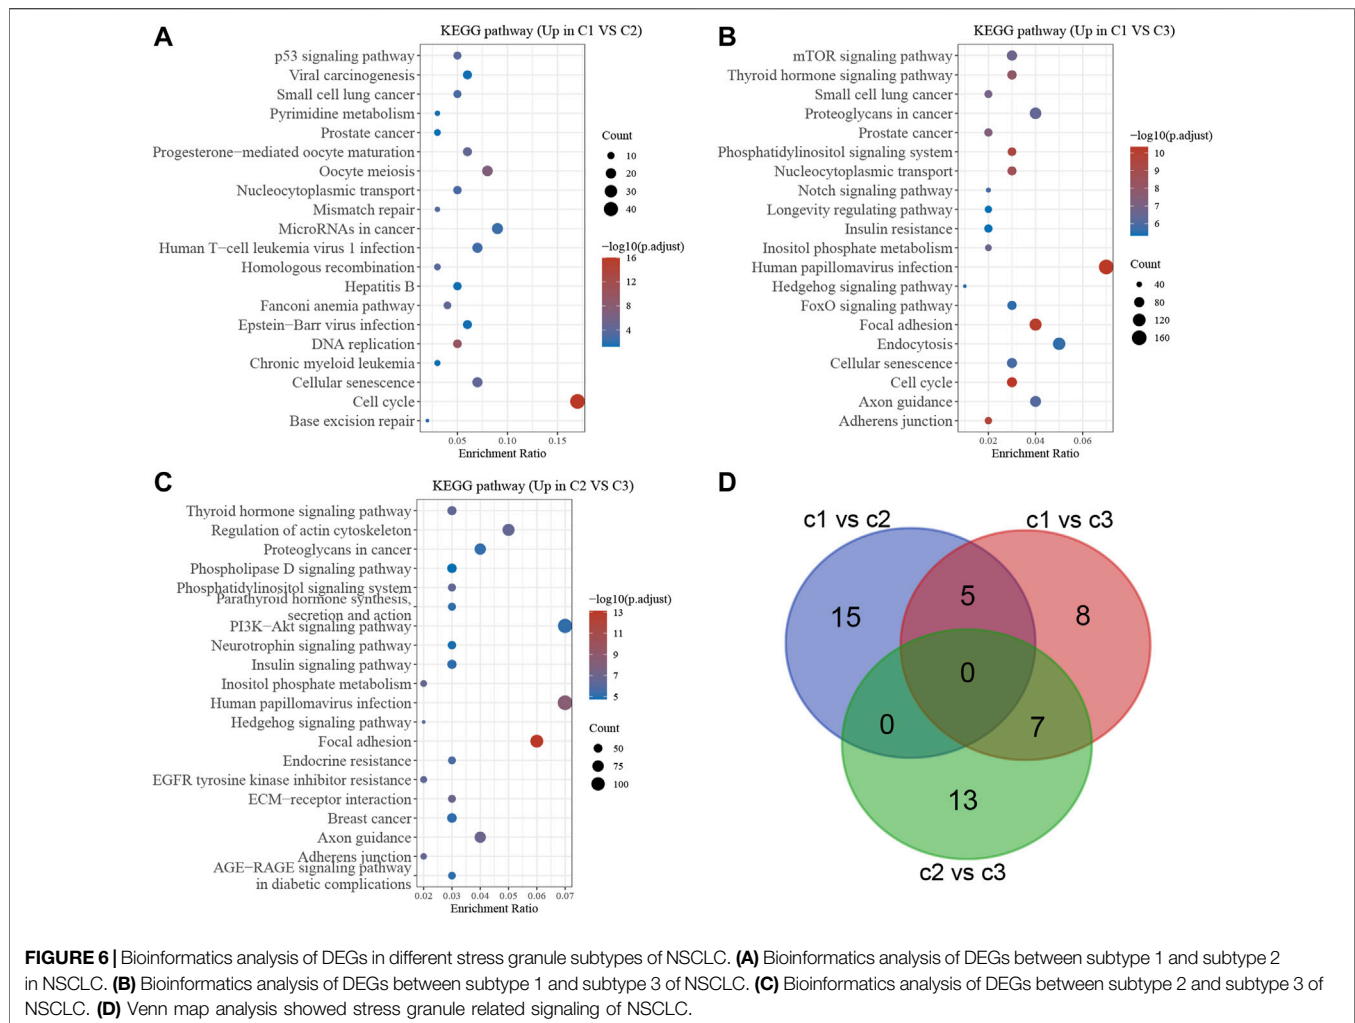 A
KEGG pathway (Up in C1 VS C2)
p53 signaling pathway
Viral carcinogenesis
Small cell lung cancer
Pyrimidine metabolism
Prostate cancer
Progesterone−mediated oocyte maturation
Oocyte meiosis
Nucleocytoplasmic transport
Mismatch repair
MicroRNAs in cancer
Human T−cell leukemia virus 1 infection
Homologous recombination
Hepatitis B
Fanconi anemia pathway
Epstein−Barr virus infection
DNA replication
Chronic myeloid leukemia
Cellular senescence
Cell cycle
Base excision repair
0.05 0.10 0.15
Enrichment Ratio
Count
10
20
30
40
−log10(p.adjust)
16
12
8
4
B
KEGG pathway (Up in C1 VS C3)
mTOR signaling pathway
Thyroid hormone signaling pathway
Small cell lung cancer
Proteoglycans in cancer
Prostate cancer
Phosphatidylinositol signaling system
Nucleocytoplasmic transport
Notch signaling pathway
Longevity regulating pathway
Insulin resistance
Inositol phosphate metabolism
Human papillomavirus infection
Hedgehog signaling pathway
FoxO signaling pathway
Focal adhesion
Endocytosis
Cellular senescence
Cell cycle
Axon guidance
Adherens junction
0.02 0.04 0.06
Enrichment Ratio
−log10(p.adjust)
10
9
8
7
6
Count
40
80
120
160
C
KEGG pathway (Up in C2 VS C3)
Thyroid hormone signaling pathway
Regulation of actin cytoskeleton
Proteoglycans in cancer
Phospholipase D signaling pathway
Phosphatidylinositol signaling system
Parathyroid hormone synthesis,
secretion and action
PI3K−Akt signaling pathway
Neurotrophin signaling pathway
Insulin signaling pathway
Inositol phosphate metabolism
Human papillomavirus infection
Hedgehog signaling pathway
Focal adhesion
Endocrine resistance
EGFR tyrosine kinase inhibitor resistance
ECM−receptor interaction
Breast cancer
Axon guidance
Adherens junction
AGE−RAGE signaling pathway
in diabetic complications
0.02 0.03 0.04 0.05 0.06 0.07
Enrichment Ratio
−log10(p.adjust)
13
11
9
7
5
Count
50
75
100
D
c1 vs c2
c1 vs c3
15
5
8
0
0
7
13
c2 vs c3
FIGURE 6 | Bioinformatics analysis of DEGs in different stress granule subtypes of NSCLC. (A) Bioinformatics analysis of DEGs between subtype 1 and subtype 2
in NSCLC. (B) Bioinformatics analysis of DEGs between subtype 1 and subtype 3 of NSCLC. (C) Bioinformatics analysis of DEGs between subtype 2 and subtype 3 of
NSCLC. (D) Venn map analysis showed stress granule related signaling of NSCLC.